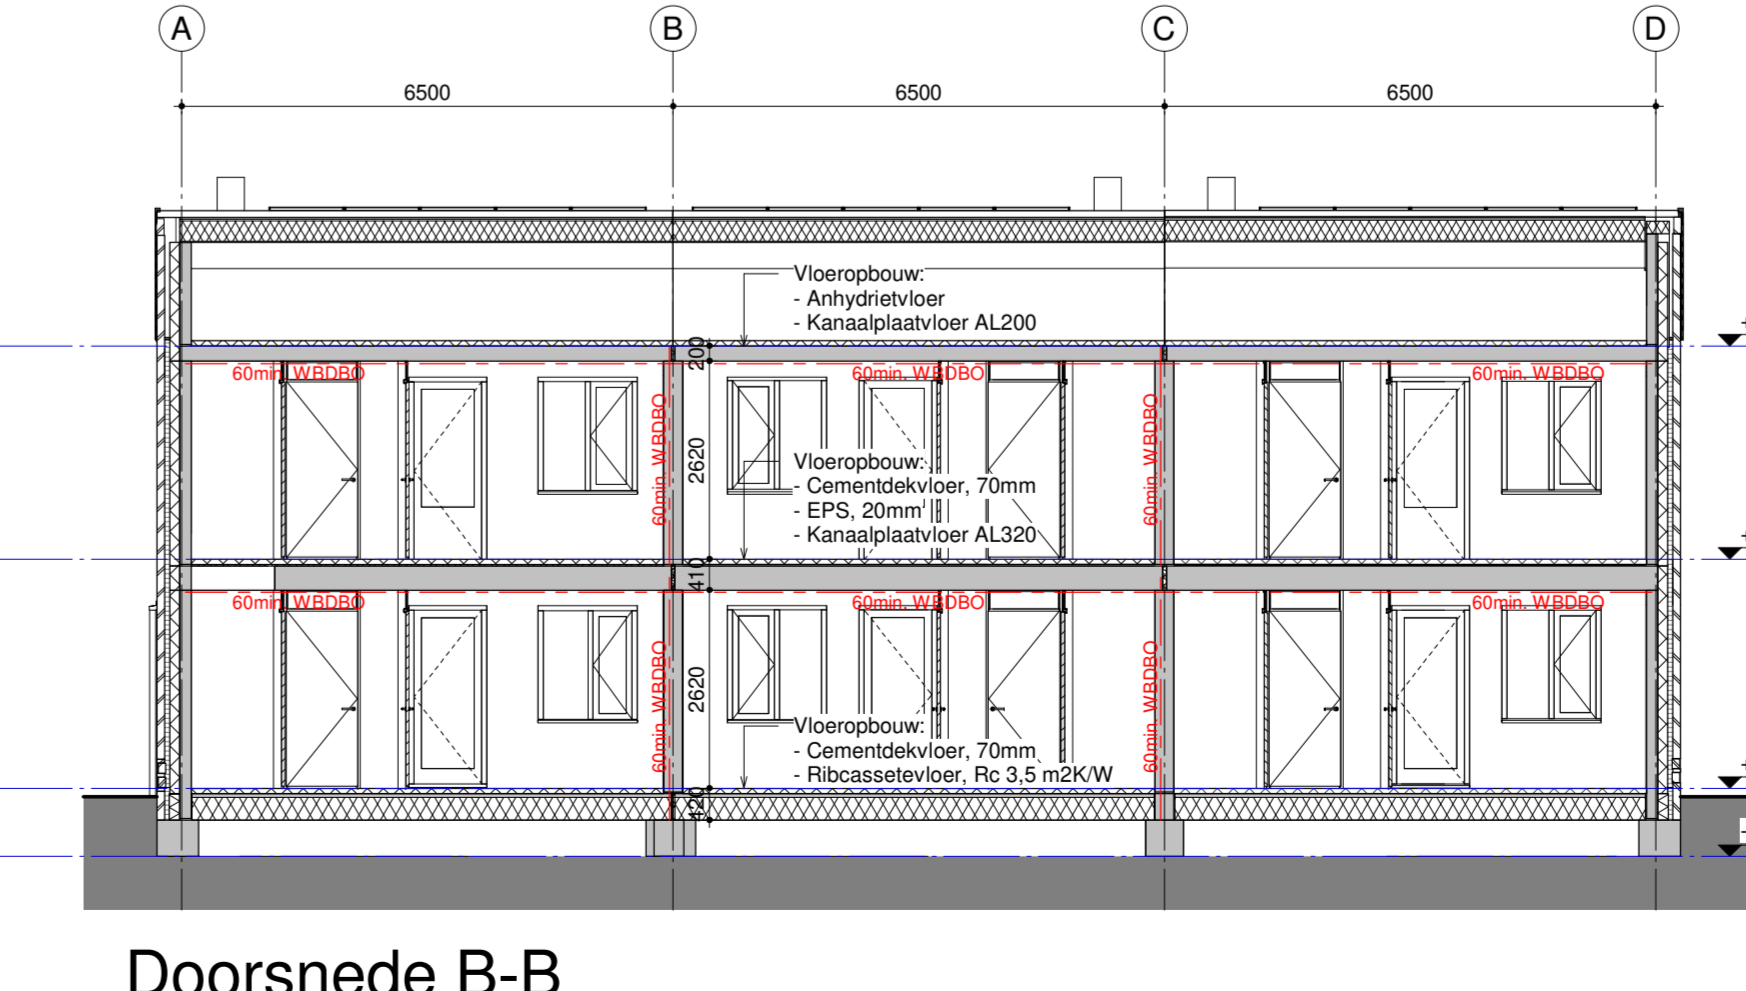 A B C D
6500 6500 6500
Vloeropbouw:
- Anhydrietvloer
- Kanaalplaatvloer AL200
200
60min. WBDBO 60min. WBDBO 60min. WBDBO
60min. WBDBO
2620
60min. WBDBO
Vloeropbouw:
- Cementdekvloer, 70mm
- EPS, 20mm
- Kanaalplaatvloer AL320
410
60min. WBDBO 60min. WBDBO 60min. WBDBO
60min. WBDBO
2620
60min. WBDBO
Vloeropbouw:
- Cementdekvloer, 70mm
- Ribcassetevloer, Rc 3,5 m2K/W
420
Doorsnede B-B